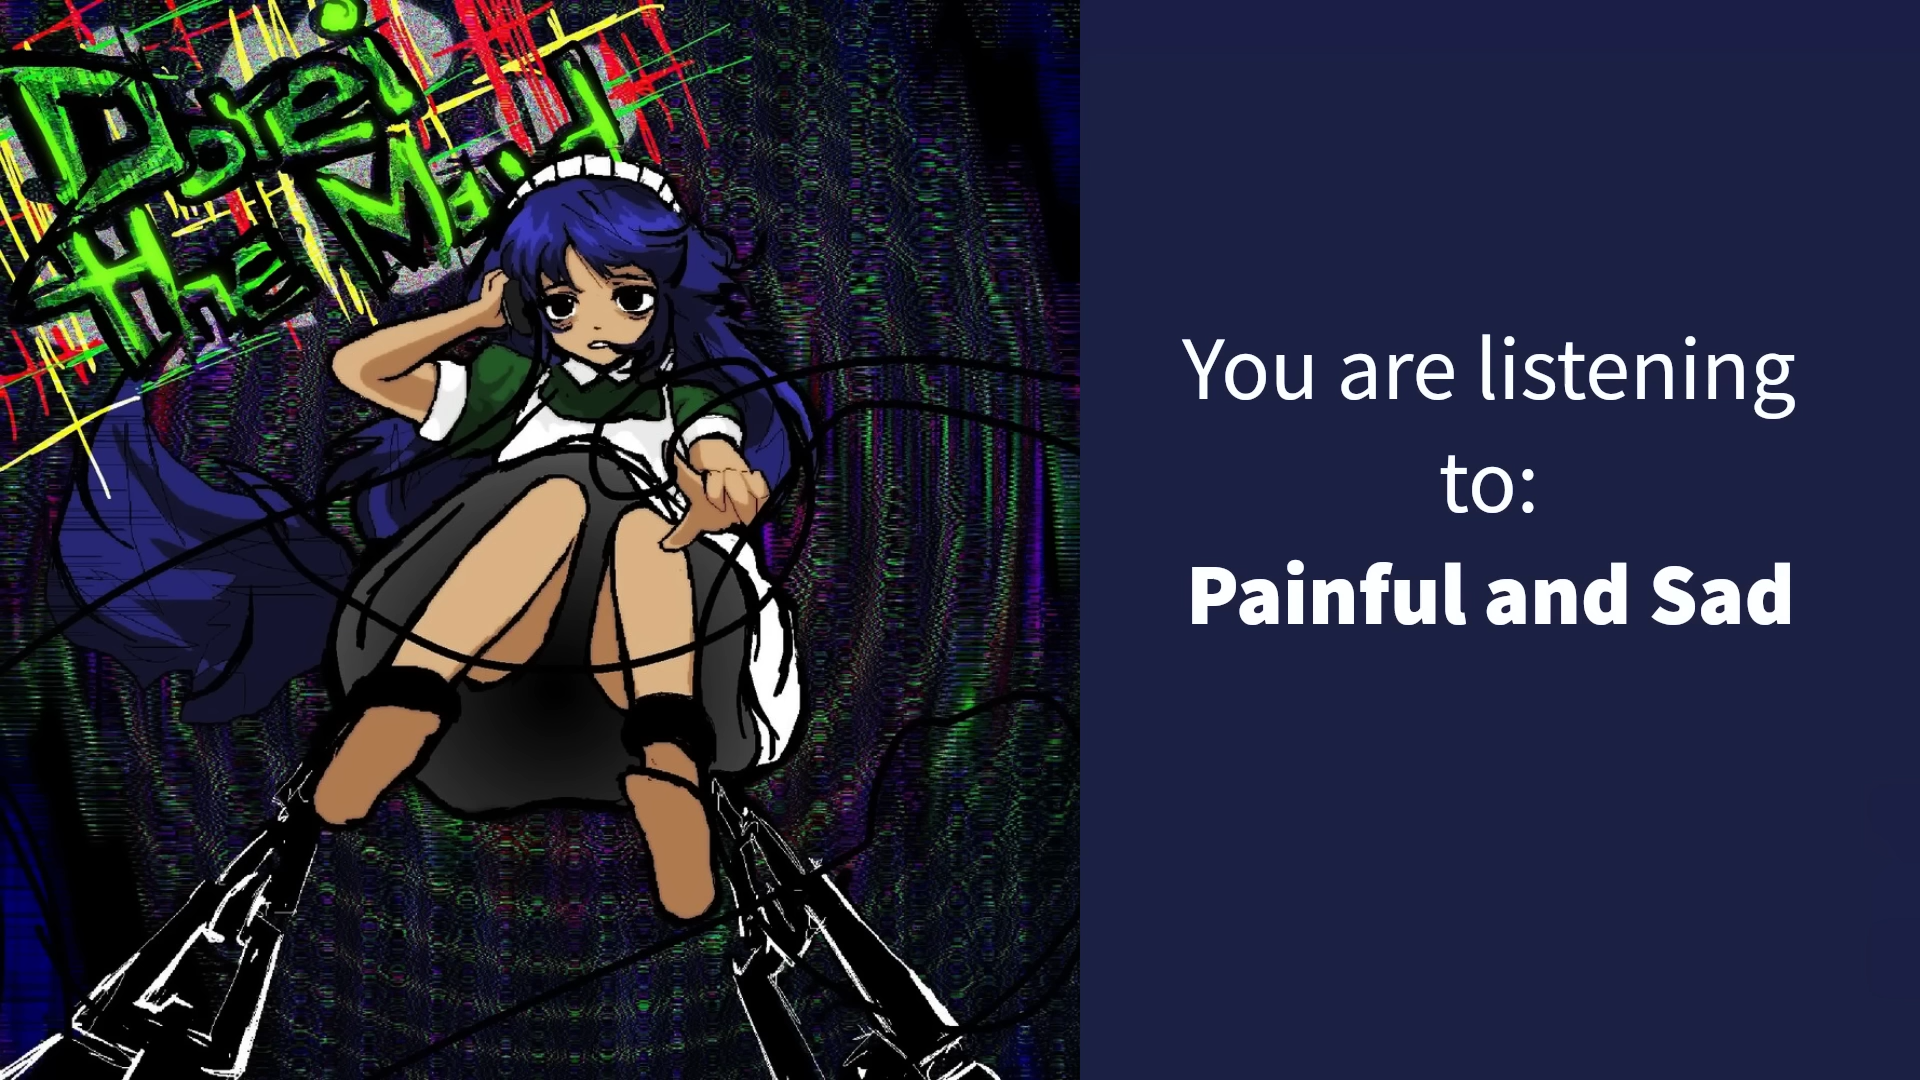 Dorei
the Maid
You are listening
to:
Painful and Sad